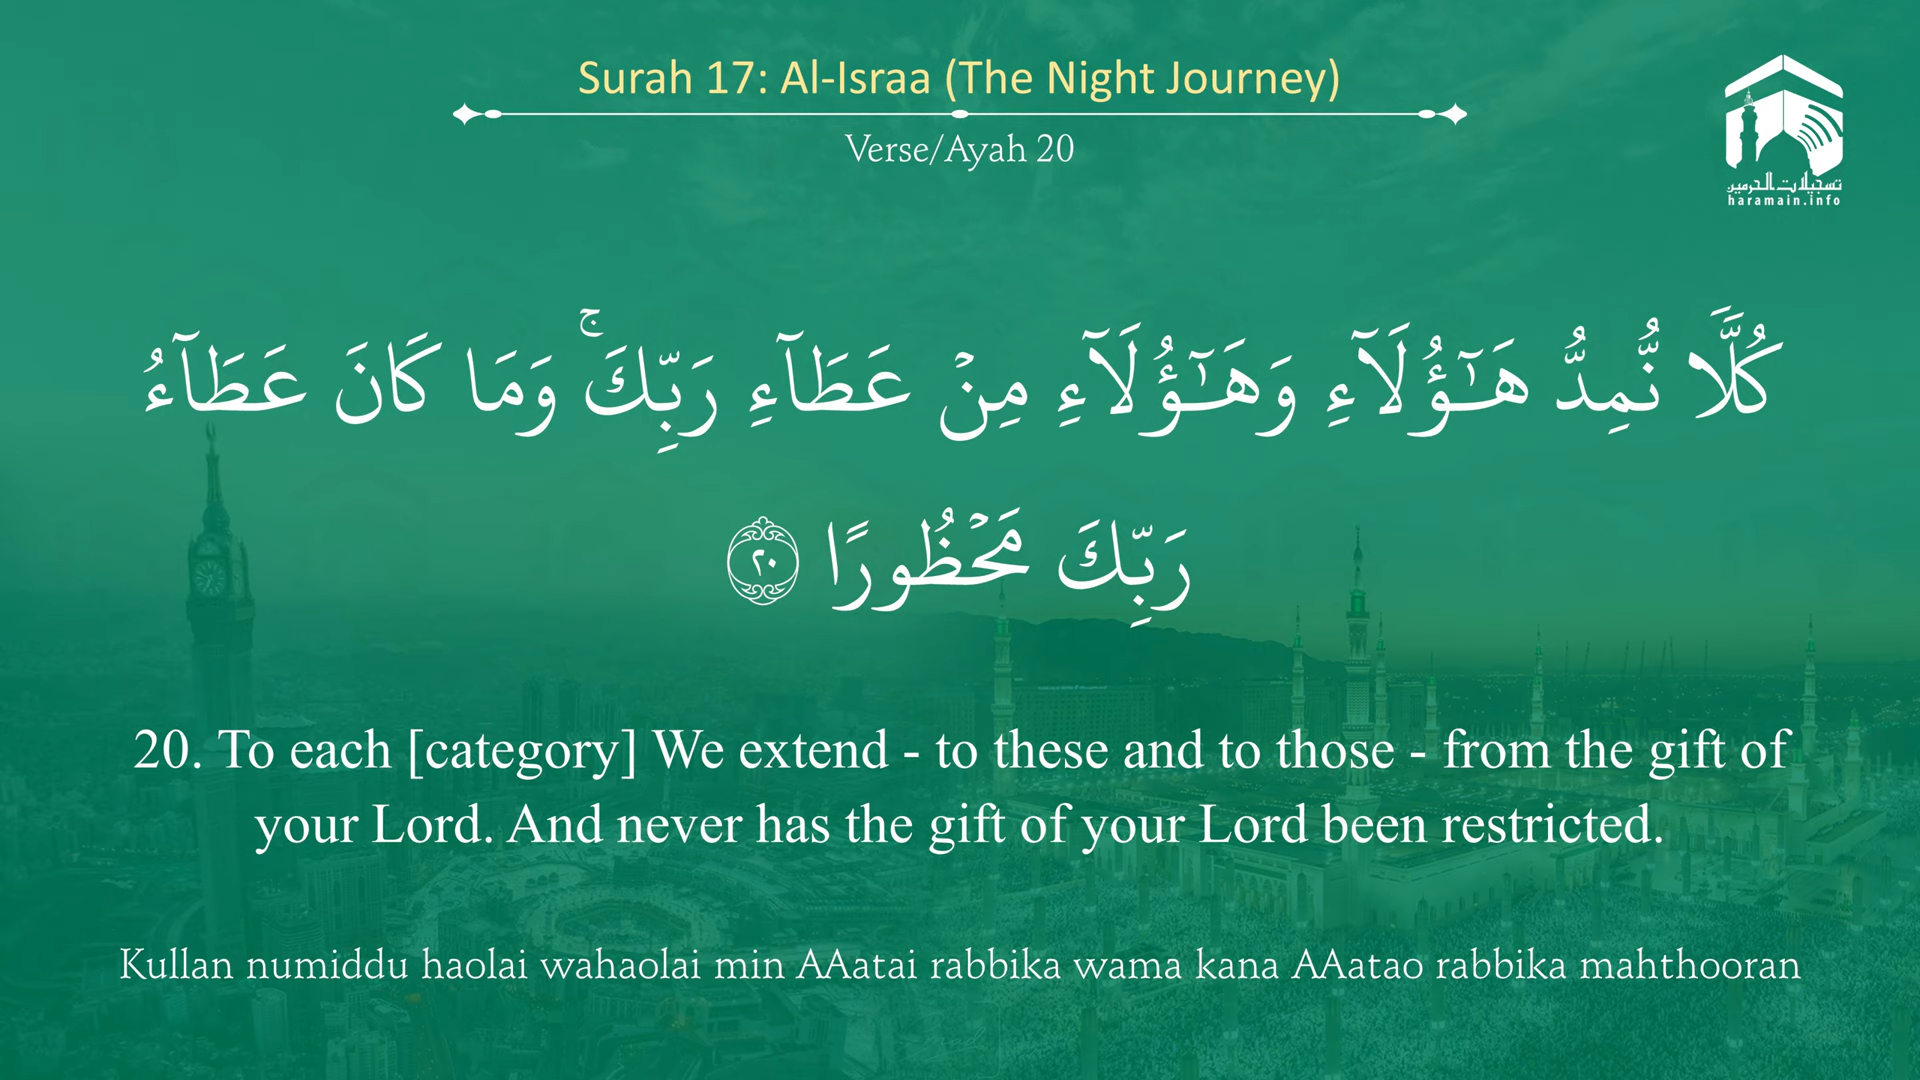 Surah 17: Al-Israa (The Night Journey)
Verse/Ayah 20
تسجيلات الحرمين
haramain.info
كُلًّا نُّمِدُّ هَـٰٓؤُلَآءِ وَهَـٰٓؤُلَآءِ مِنْ عَطَآءِ رَبِّكَ ۚ وَمَا كَانَ عَطَآءُ
رَبِّكَ مَحْظُورًا ٢٠
20. To each [category] We extend - to these and to those - from the gift of
your Lord. And never has the gift of your Lord been restricted.
Kullan numiddu haolai wahaolai min AAatai rabbika wama kana AAatao rabbika mahthooran